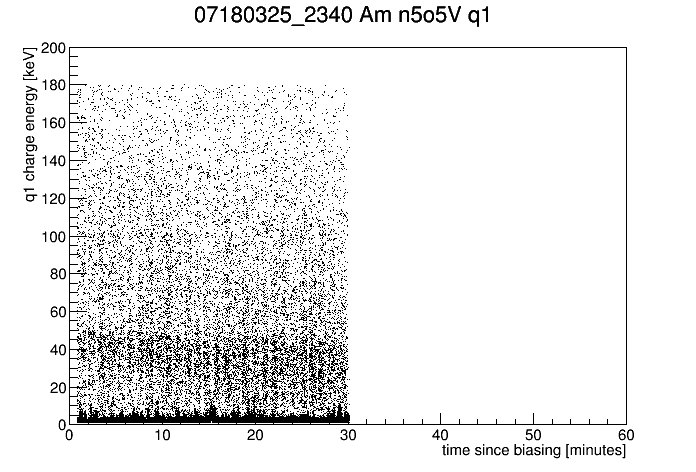 07180325_2340 Am n5o5V q1
q1 charge energy [keV]
200
180
160
140
120
100
80
60
40
20
0
0 10 20 30 40 50 60
time since biasing [minutes]